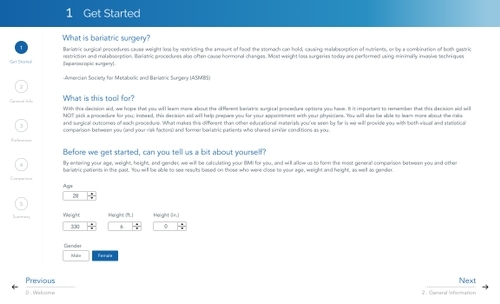 1 Get Started
1
Get Started
2
General Info
3
Preferences
4
Comparison
5
Summary
What is bariatric surgery?
Bariatric surgical procedures cause weight loss by restricting the amount of food the stomach can hold, causing malabsorption of nutrients, or by a combination of both gastric
restriction and malabsorption. Bariatric procedures also often cause hormonal changes. Most weight loss surgeries today are performed using minimally invasive techniques
(laparoscopic surgery).
-American Society for Metabolic and Bariatric Surgery (ASMBS)
What is this tool for?
With this decision aid, we hope that you will learn more about the different bariatric surgical procedure options you have. It it important to remember that this decision aid will
NOT pick a procedure for you; instead, this decision aid will help prepare you for your appointment with your physicians. You will also be able to learn more about the risks
and surgical outcomes of each procedure. What makes this different than other educational materials you've seen by far is we will provide you with both visual and statistical
comparison between you (and your risk factors) and former bariatric patients who shared similar conditions as you.
Before we get started, can you tell us a bit about yourself?
By entering your age, weight, height, and gender, we will be calculating your BMI for you, and will allow us to form the most general comparison between you and other
bariatric patients in the past. You will be able to see results based on those who were close to your age, weight and height, as well as gender.
Age
29
Weight Height (ft.) Height (in.)
330 6 0
Gender
Male Female
Previous Next
0 - Welcome 2 - General Information